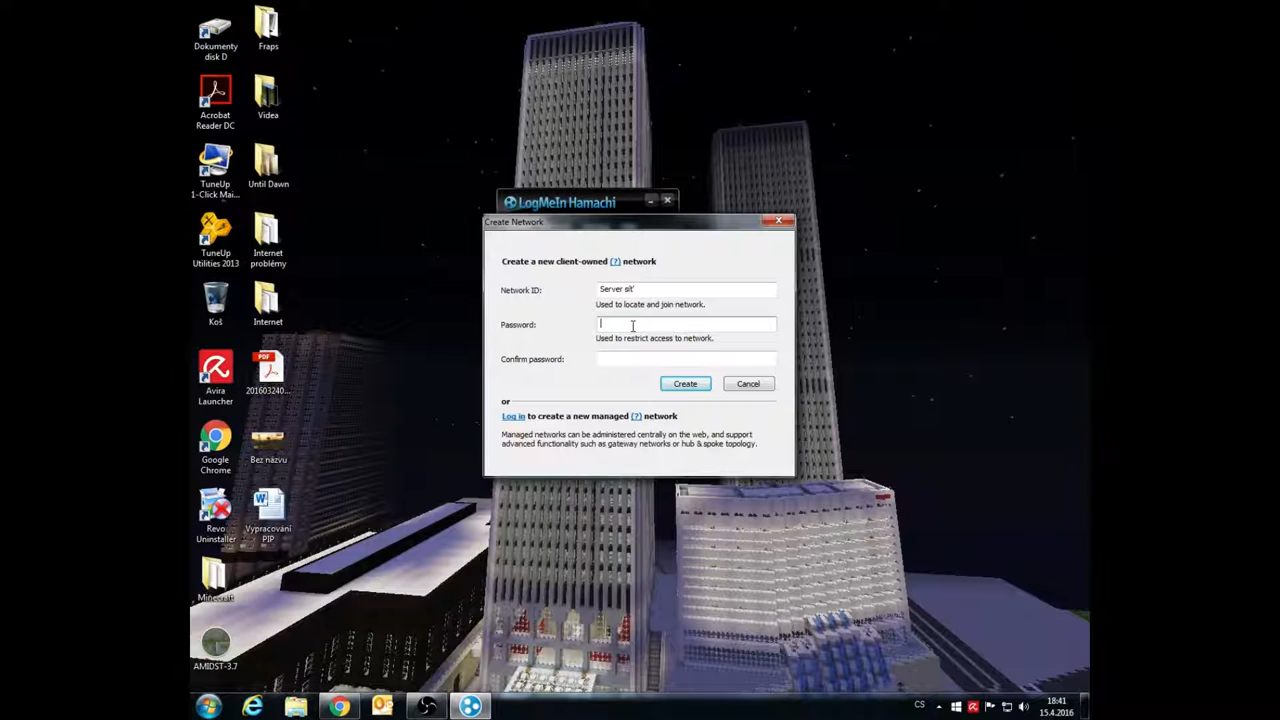 Dokumenty
disk D
Fraps
Acrobat
Reader DC
Videa
TuneUp
1-Click Mai...
Until Dawn
TuneUp
Utilities 2013
Internet
problémy
Koš
Internet
Avira
Launcher
PDF
201603240...
Google
Chrome
Bez názvu
Revo
Uninstaller
Vypracování
PIP
Minecraft
AMIDST-3.7
LogMeIn Hamachi
Create Network
Create a new client-owned (?) network
Network ID: Server sit'
Used to locate and join network.
Password:
Used to restrict access to network.
Confirm password:
Create Cancel
or
Log in to create a new managed (?) network
Managed networks can be administered centrally on the web, and support
advanced functionality such as gateway networks or hub & spoke topology.
CS
18:41
15.4.2016